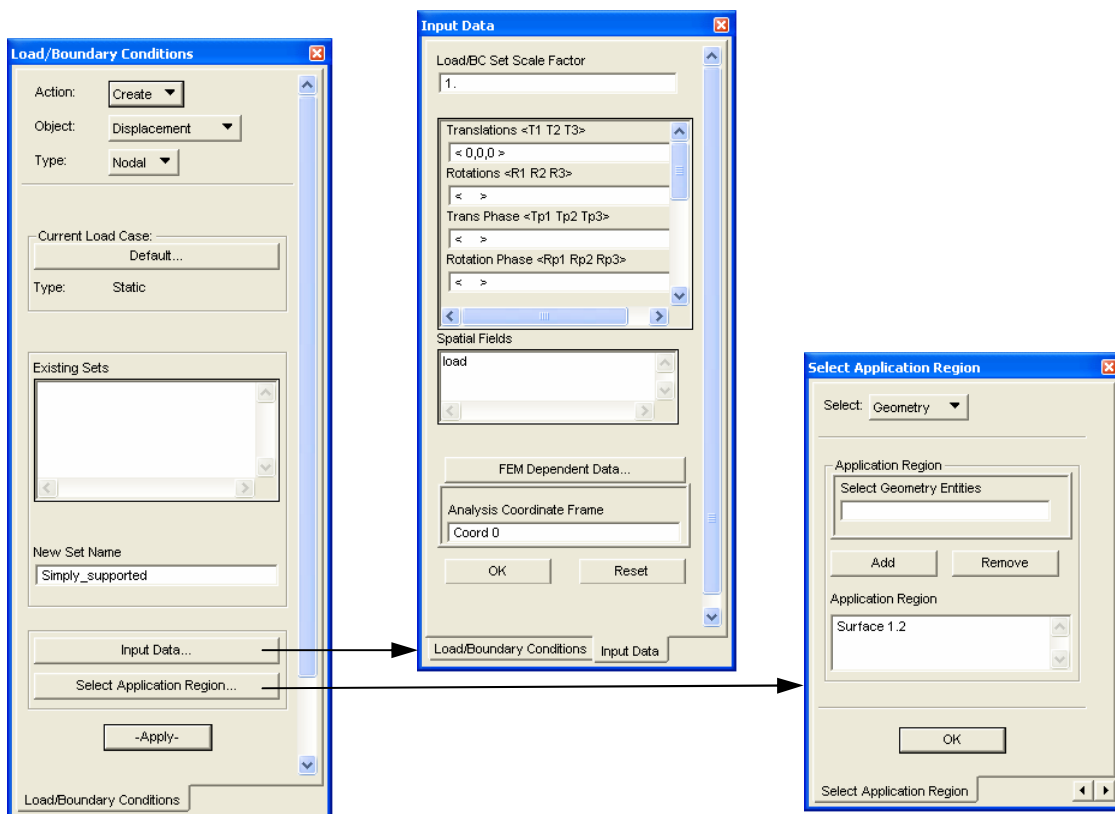 Load/Boundary Conditions
Action: Create
Object: Displacement
Type: Nodal
Current Load Case:
Default...
Type: Static
Existing Sets
New Set Name
Simply_supported
Input Data...
Select Application Region...
-Apply-
Load/Boundary Conditions
Input Data
Load/BC Set Scale Factor
1.
Translations <T1 T2 T3>
< 0,0,0 >
Rotations <R1 R2 R3>
< >
Trans Phase <Tp1 Tp2 Tp3>
< >
Rotation Phase <Rp1 Rp2 Rp3>
< >
Spatial Fields
load
FEM Dependent Data...
Analysis Coordinate Frame
Coord 0
OK Reset
Load/Boundary Conditions Input Data
Select Application Region
Select: Geometry
Application Region
Select Geometry Entities
Add Remove
Application Region
Surface 1.2
OK
Select Application Region